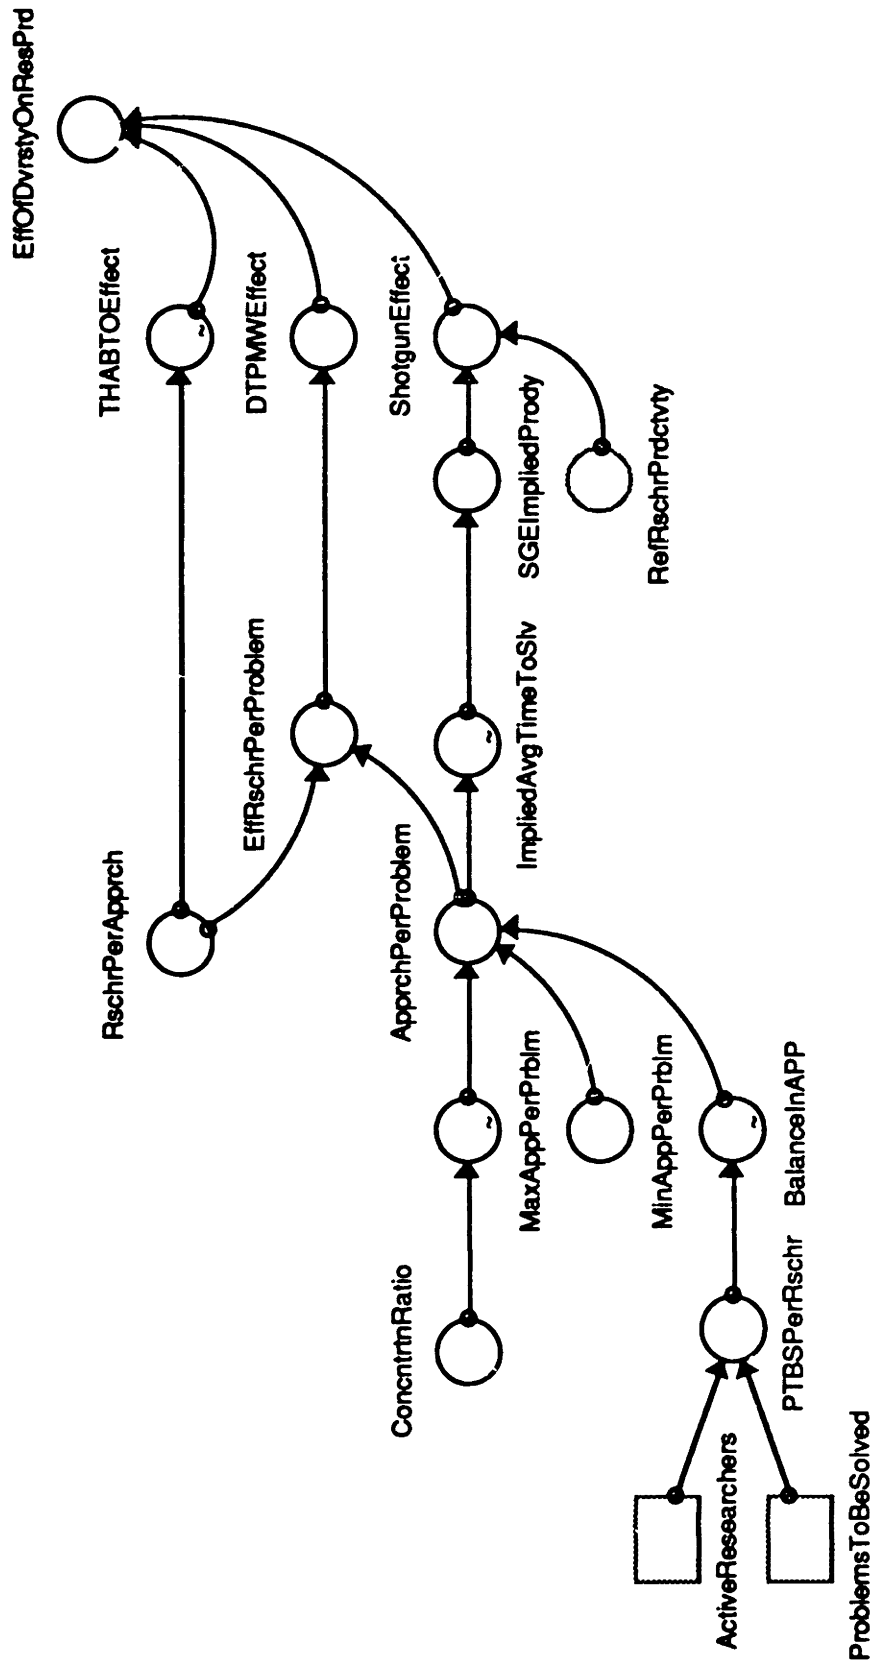 EffOfDvrstyOnResPrd
THABTOEffect
DTPMWEffect
ShotgunEffect
SGEImpliedPrody
RefRschrPrdctvty
EffRschrPerProblem
ImpliedAvgTimeToSlv
RschrPerApprch
ApprchPerProblem
MaxAppPerPrblm
MinAppPerPrblm
BalanceInAPP
ConcntrtnRatio
PTBSPerRschr
ActiveResearchers
ProblemsToBeSolved
~
~
~
~